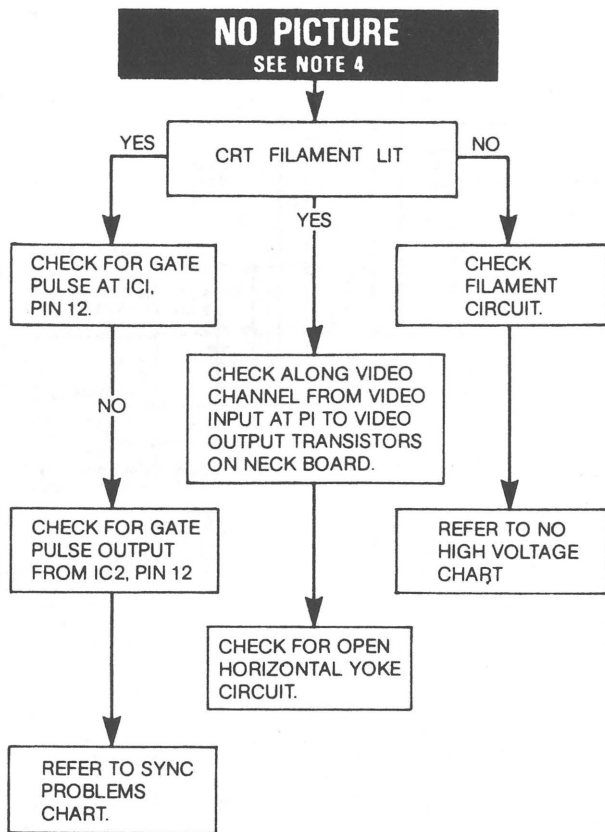 NO PICTURE
SEE NOTE 4
CRT FILAMENT LIT
YES
NO
YES
CHECK FOR GATE
PULSE AT ICI,
PIN 12.
CHECK
FILAMENT
CIRCUIT.
CHECK ALONG VIDEO
CHANNEL FROM VIDEO
INPUT AT PI TO VIDEO
OUTPUT TRANSISTORS
ON NECK BOARD.
NO
CHECK FOR GATE
PULSE OUTPUT
FROM IC2, PIN 12
REFER TO NO
HIGH VOLTAGE
CHART
CHECK FOR OPEN
HORIZONTAL YOKE
CIRCUIT.
REFER TO SYNC
PROBLEMS
CHART.